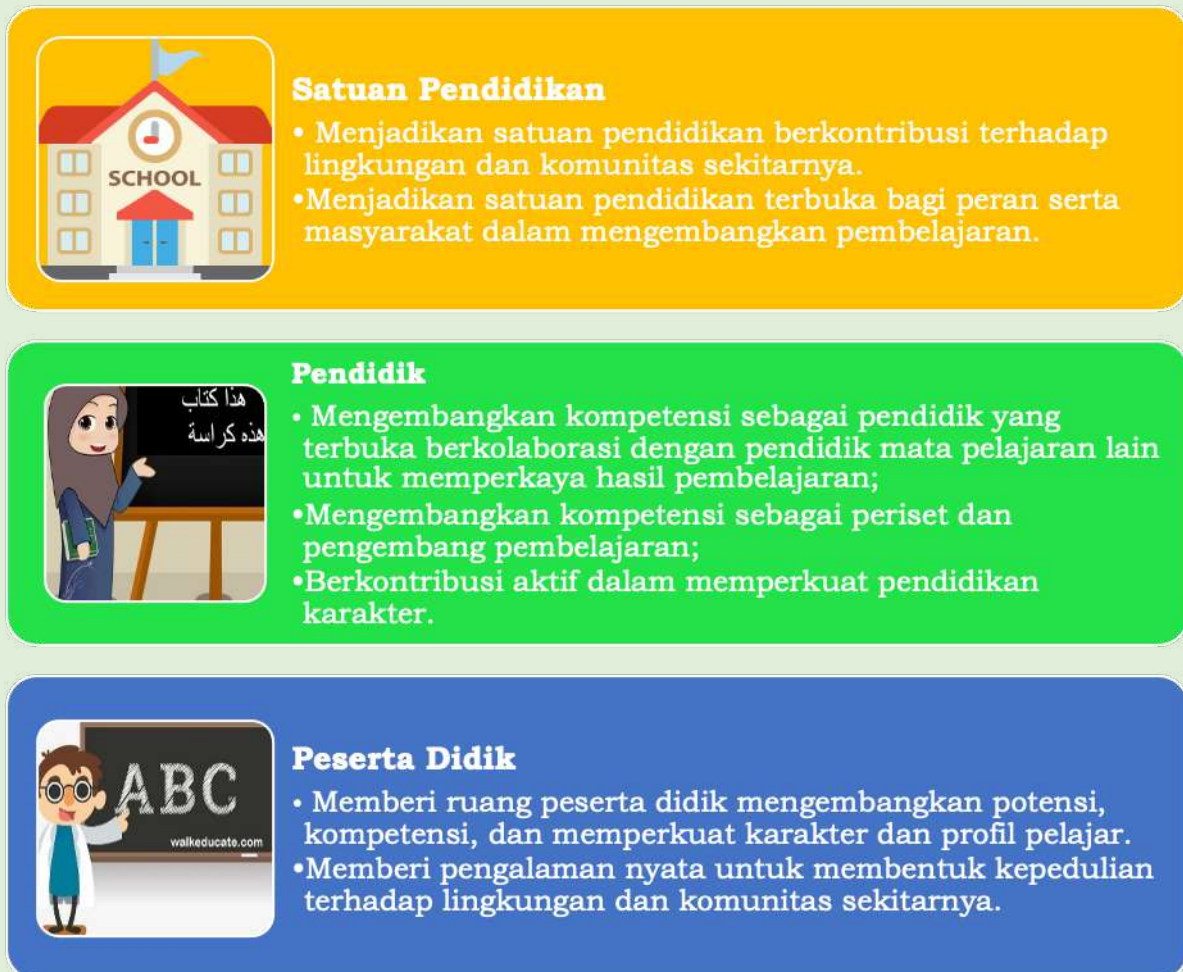 SCHOOL
Satuan Pendidikan
• Menjadikan satuan pendidikan berkontribusi terhadap
lingkungan dan komunitas sekitarnya.
•Menjadikan satuan pendidikan terbuka bagi peran serta
masyarakat dalam mengembangkan pembelajaran.
هذا كتاب
هذه كراسة
Pendidik
• Mengembangkan kompetensi sebagai pendidik yang
terbuka berkolaborasi dengan pendidik mata pelajaran lain
untuk memperkaya hasil pembelajaran;
•Mengembangkan kompetensi sebagai periset dan
pengembang pembelajaran;
•Berkontribusi aktif dalam memperkuat pendidikan
karakter.
ABC
walkeducate.com
Peserta Didik
• Memberi ruang peserta didik mengembangkan potensi,
kompetensi, dan memperkuat karakter dan profil pelajar.
•Memberi pengalaman nyata untuk membentuk kepedulian
terhadap lingkungan dan komunitas sekitarnya.